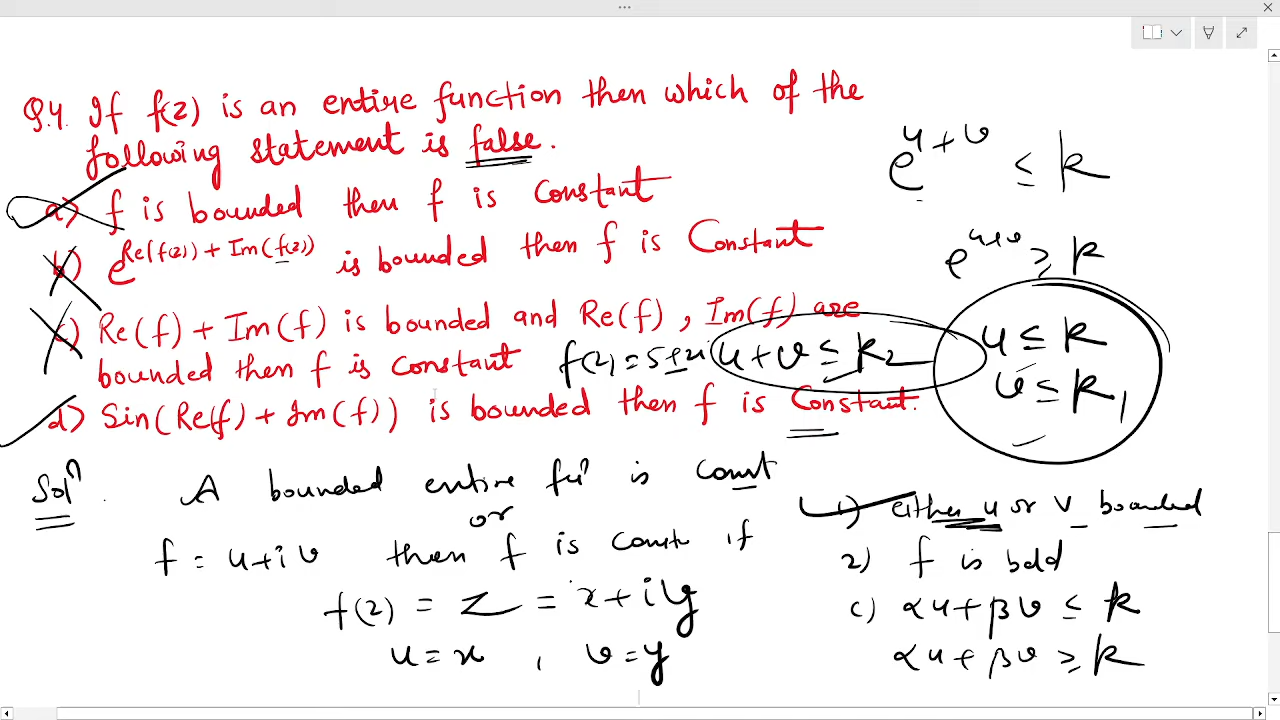 Q.4. If f(z) is an entire function then which of the
following statement is false.
a) f is bounded then f is Constant
b) e^{Re(f(z)) + Im(f(z))} is bounded then f is Constant
c) Re(f) + Im(f) is bounded and Re(f), Im(f) are
bounded then f is Constant
d) Sin(Re(f) + Im(f)) is bounded then f is Constant.
e^{u+v} ≤ k
e^{u+v} ≥ k
u ≤ k
v ≤ k₁
u + v ≤ k₂
Solⁿ. A bounded entire fuⁿ is const
or
f = u + iv then f is const if
f(z) = z = x + iy
u = x , v = y
1) either u or v bounded
2) f is bdd
c) αu + βv ≤ k
αu + βv ≥ k